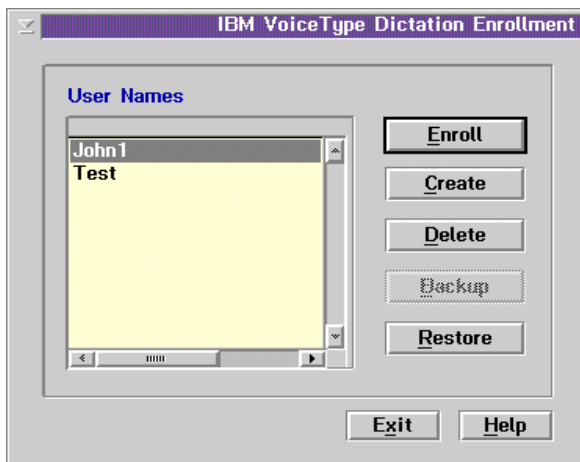 IBM VoiceType Dictation Enrollment
User Names
John1
Test
Enroll
Create
Delete
Backup
Restore
Exit
Help